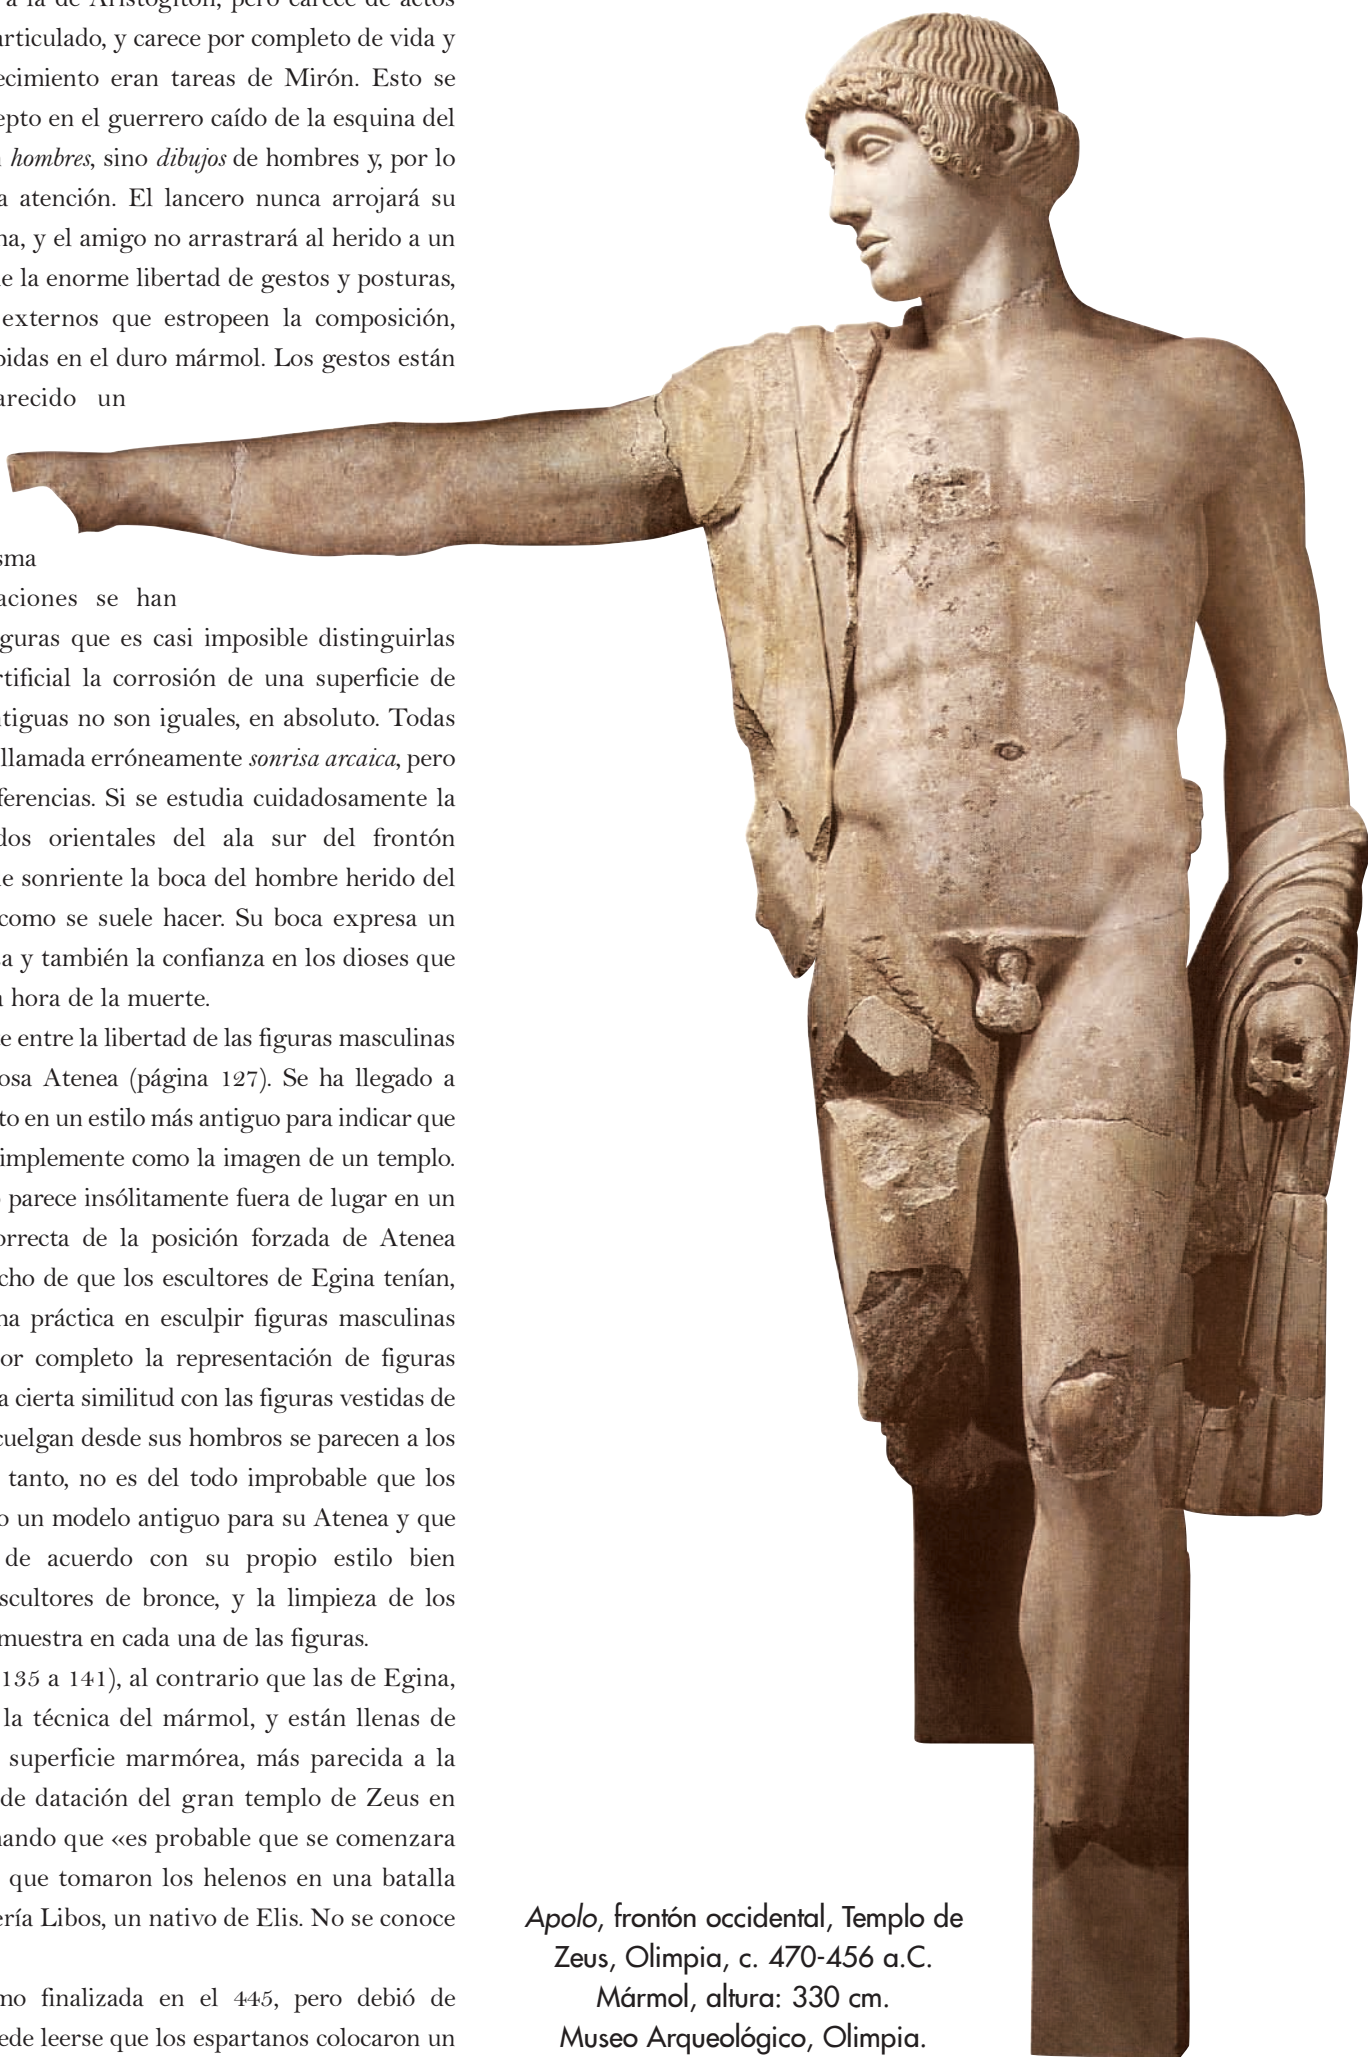 a la de Aristogitón, pero carece de actos
articulado, y carece por completo de vida y
ecimiento eran tareas de Mirón. Esto se
epto en el guerrero caído de la esquina del
hombres, sino dibujos de hombres y, por lo
a atención. El lancero nunca arrojará su
na, y el amigo no arrastrará al herido a un
e la enorme libertad de gestos y posturas,
externos que estropeen la composición,
pidas en el duro mármol. Los gestos están
arecido un
sma
aciones se han
guras que es casi imposible distinguirlas
rtificial la corrosión de una superficie de
ntiguas no son iguales, en absoluto. Todas
llamada erróneamente sonrisa arcaica, pero
ferencias. Si se estudia cuidadosamente la
dos orientales del ala sur del frontón
e sonriente la boca del hombre herido del
como se suele hacer. Su boca expresa un
a y también la confianza en los dioses que
a hora de la muerte.
e entre la libertad de las figuras masculinas
osa Atenea (página 127). Se ha llegado a
to en un estilo más antiguo para indicar que
simplemente como la imagen de un templo.
parece insólitamente fuera de lugar en un
orrecta de la posición forzada de Atenea
cho de que los escultores de Egina tenían,
na práctica en esculpir figuras masculinas
or completo la representación de figuras
a cierta similitud con las figuras vestidas de
cuelgan desde sus hombros se parecen a los
tanto, no es del todo improbable que los
o un modelo antiguo para su Atenea y que
de acuerdo con su propio estilo bien
scultores de bronce, y la limpieza de los
muestra en cada una de las figuras.
135 a 141), al contrario que las de Egina,
la técnica del mármol, y están llenas de
superficie marmórea, más parecida a la
de datación del gran templo de Zeus en
nando que «es probable que se comenzara
que tomaron los helenos en una batalla
ería Libos, un nativo de Elis. No se conoce
mo finalizada en el 445, pero debió de
ede leerse que los espartanos colocaron un
Apolo, frontón occidental, Templo de
Zeus, Olimpia, c. 470-456 a.C.
Mármol, altura: 330 cm.
Museo Arqueológico, Olimpia.